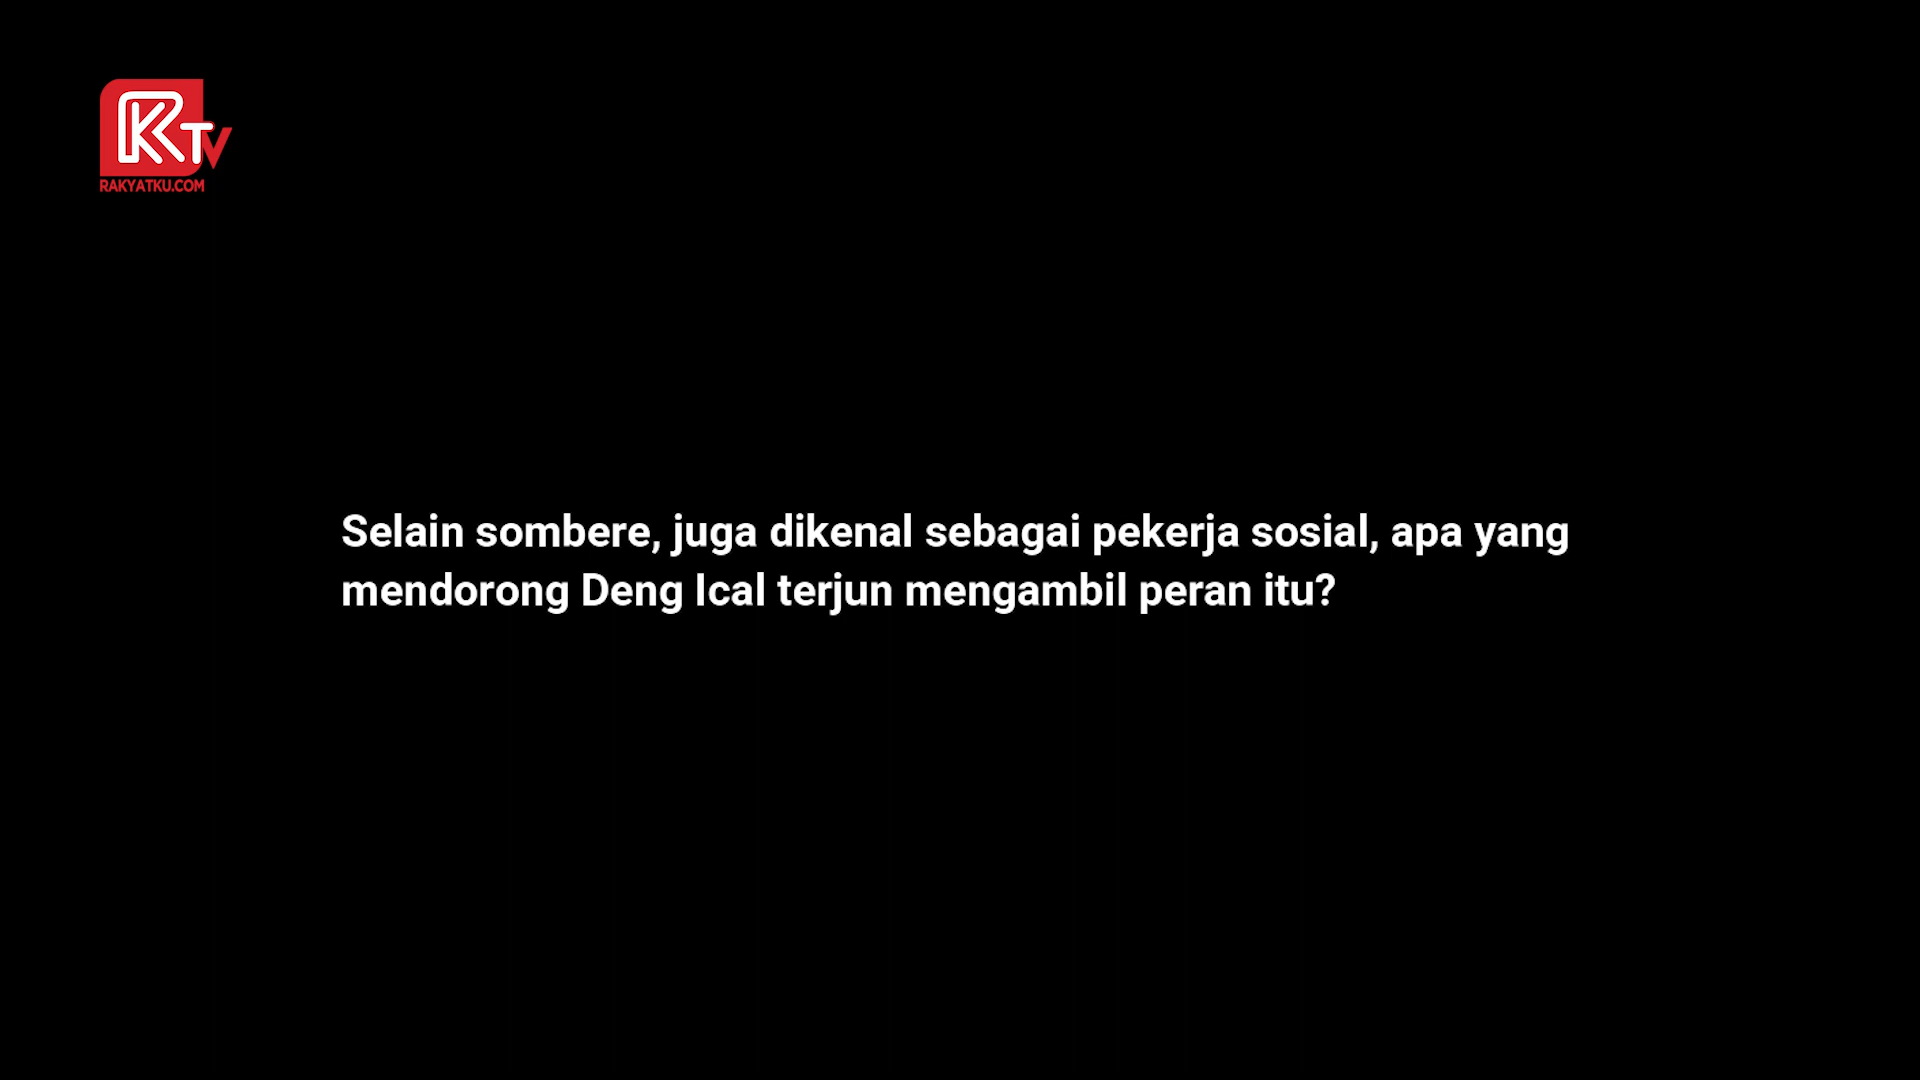 RKTV
RAKYATKU.COM
Selain sombere, juga dikenal sebagai pekerja sosial, apa yang
mendorong Deng Ical terjun mengambil peran itu?